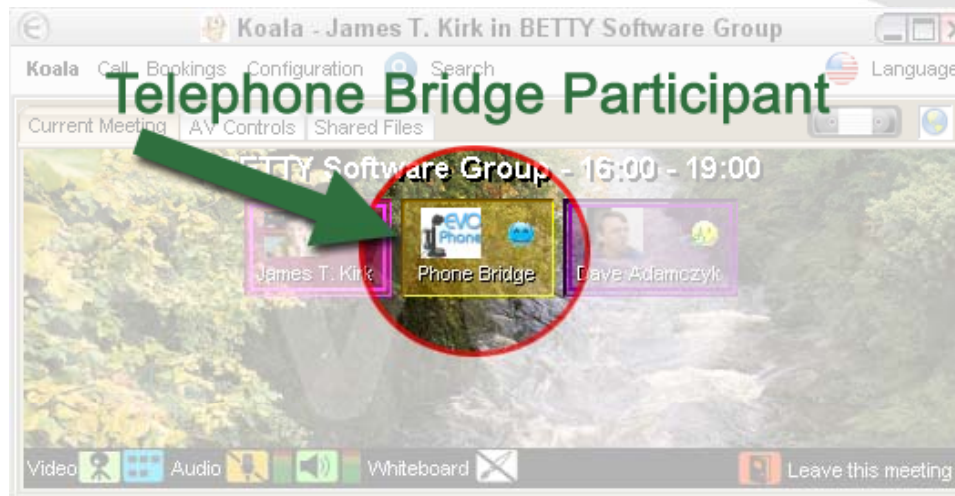 Koala - James T. Kirk in BETTY Software Group
Koala Call Bookings Configuration Search Language
Telephone Bridge Participant
Current Meeting AV Controls Shared Files
BETTY Software Group - 16:00 - 19:00
EVO
Phone
James T. Kirk Phone Bridge Dave Adamczyk
Video Audio Whiteboard Leave this meeting